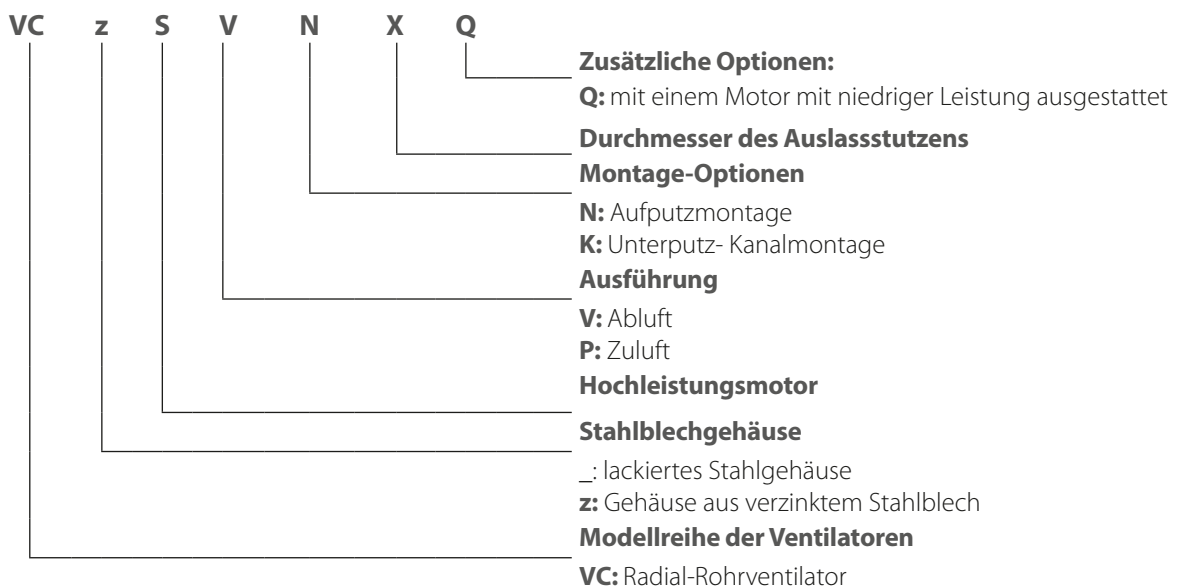 VC z S V N X Q
Zusätzliche Optionen:
Q: mit einem Motor mit niedriger Leistung ausgestattet
Durchmesser des Auslassstutzens
Montage-Optionen
N: Aufputzmontage
K: Unterputz- Kanalmontage
Ausführung
V: Abluft
P: Zuluft
Hochleistungsmotor
Stahlblechgehäuse
_: lackiertes Stahlgehäuse
z: Gehäuse aus verzinktem Stahlblech
Modellreihe der Ventilatoren
VC: Radial-Rohrventilator